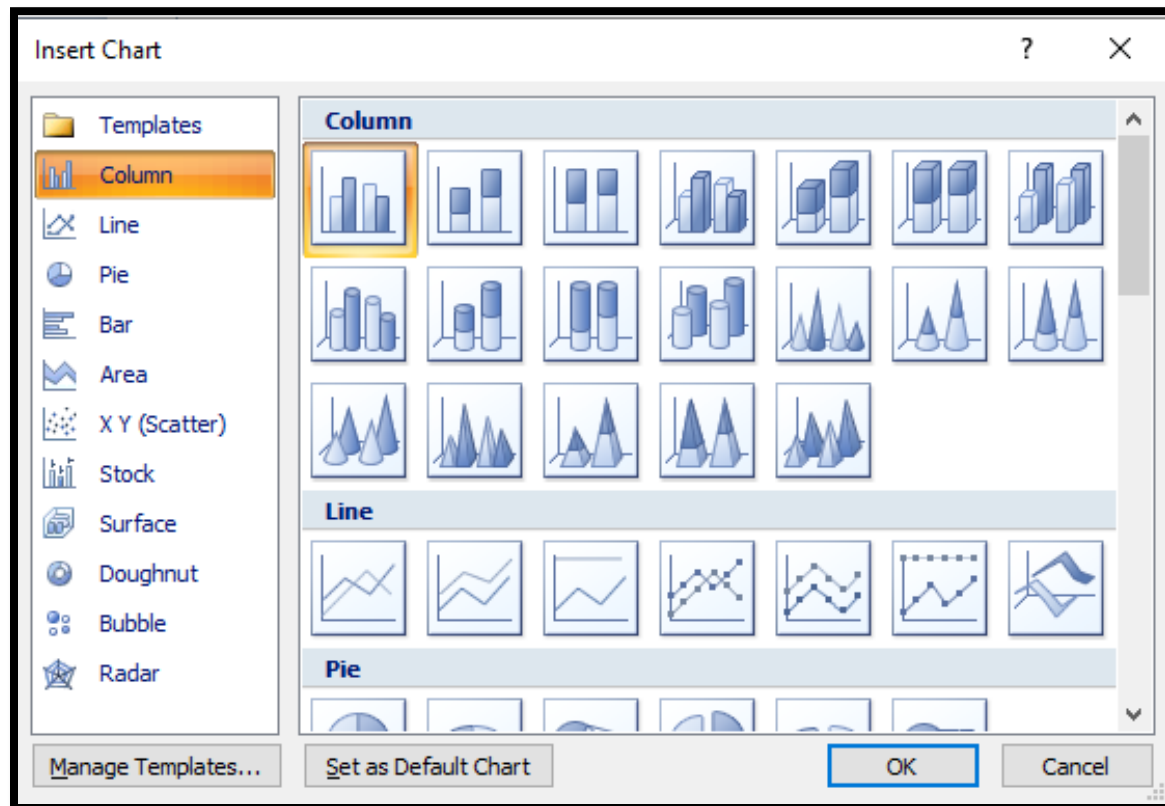 Insert Chart
?
Templates
Column
Line
Pie
Bar
Area
X Y (Scatter)
Stock
Surface
Doughnut
Bubble
Radar
Column
Line
Pie
Manage Templates...
Set as Default Chart
OK
Cancel